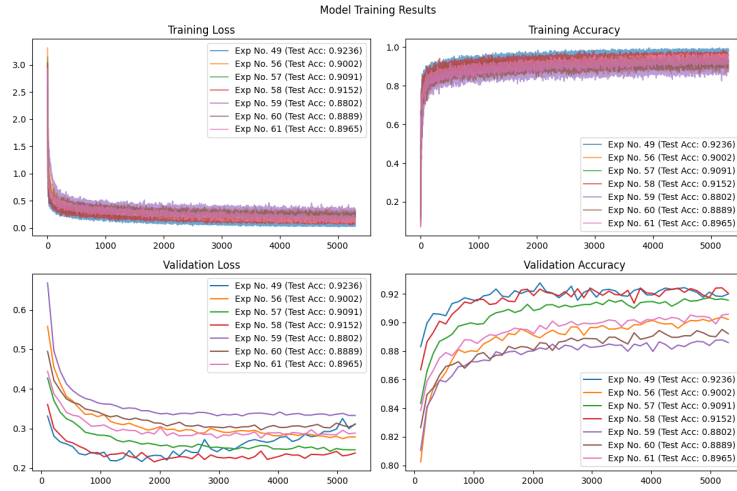 Model Training Results
Training Loss
3.0
2.5
2.0
1.5
1.0
0.5
0.0
0
1000
2000
3000
4000
5000
Exp No. 49 (Test Acc: 0.9236)
Exp No. 56 (Test Acc: 0.9002)
Exp No. 57 (Test Acc: 0.9091)
Exp No. 58 (Test Acc: 0.9152)
Exp No. 59 (Test Acc: 0.8802)
Exp No. 60 (Test Acc: 0.8889)
Exp No. 61 (Test Acc: 0.8965)
Training Accuracy
1.0
0.8
0.6
0.4
0.2
0
1000
2000
3000
4000
5000
Exp No. 49 (Test Acc: 0.9236)
Exp No. 56 (Test Acc: 0.9002)
Exp No. 57 (Test Acc: 0.9091)
Exp No. 58 (Test Acc: 0.9152)
Exp No. 59 (Test Acc: 0.8802)
Exp No. 60 (Test Acc: 0.8889)
Exp No. 61 (Test Acc: 0.8965)
Validation Loss
0.6
0.5
0.4
0.3
0.2
0
1000
2000
3000
4000
5000
Exp No. 49 (Test Acc: 0.9236)
Exp No. 56 (Test Acc: 0.9002)
Exp No. 57 (Test Acc: 0.9091)
Exp No. 58 (Test Acc: 0.9152)
Exp No. 59 (Test Acc: 0.8802)
Exp No. 60 (Test Acc: 0.8889)
Exp No. 61 (Test Acc: 0.8965)
Validation Accuracy
0.92
0.90
0.88
0.86
0.84
0.82
0.80
0
1000
2000
3000
4000
5000
Exp No. 49 (Test Acc: 0.9236)
Exp No. 56 (Test Acc: 0.9002)
Exp No. 57 (Test Acc: 0.9091)
Exp No. 58 (Test Acc: 0.9152)
Exp No. 59 (Test Acc: 0.8802)
Exp No. 60 (Test Acc: 0.8889)
Exp No. 61 (Test Acc: 0.8965)